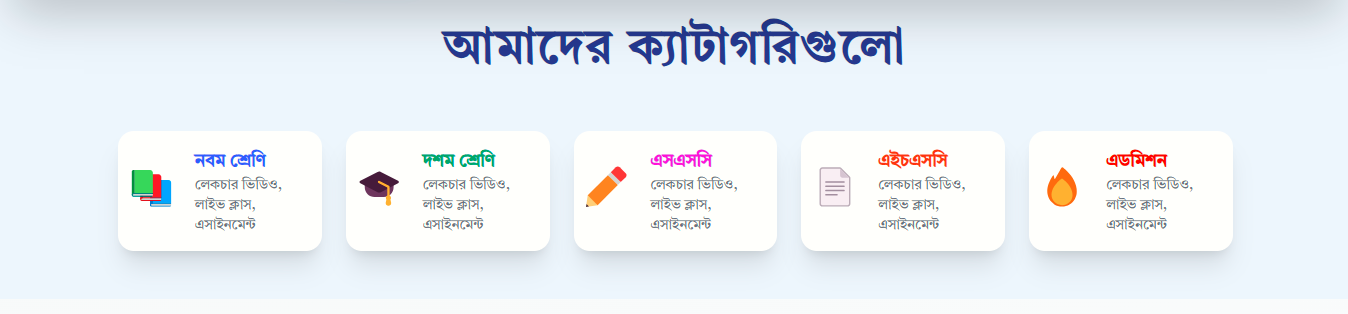 আমাদের ক্যাটাগরিগুলো
নবম শ্রেণি
লেকচার ভিডিও,
লাইভ ক্লাস,
এসাইনমেন্ট
দশম শ্রেণি
লেকচার ভিডিও,
লাইভ ক্লাস,
এসাইনমেন্ট
এসএসসি
লেকচার ভিডিও,
লাইভ ক্লাস,
এসাইনমেন্ট
এইচএসসি
লেকচার ভিডিও,
লাইভ ক্লাস,
এসাইনমেন্ট
এডমিশন
লেকচার ভিডিও,
লাইভ ক্লাস,
এসাইনমেন্ট